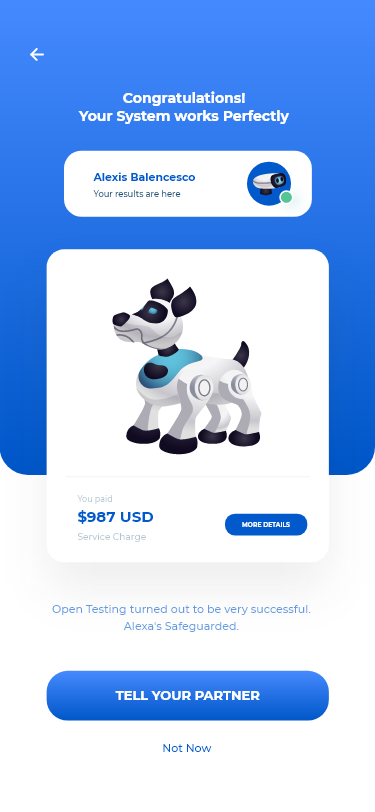 Congratulations!
Your System works Perfectly
Alexis Balencesco
Your results are here
You paid
$987 USD
Service Charge
MORE DETAILS
Open Testing turned out to be very successful.
Alexa's Safeguarded.
TELL YOUR PARTNER
Not Now